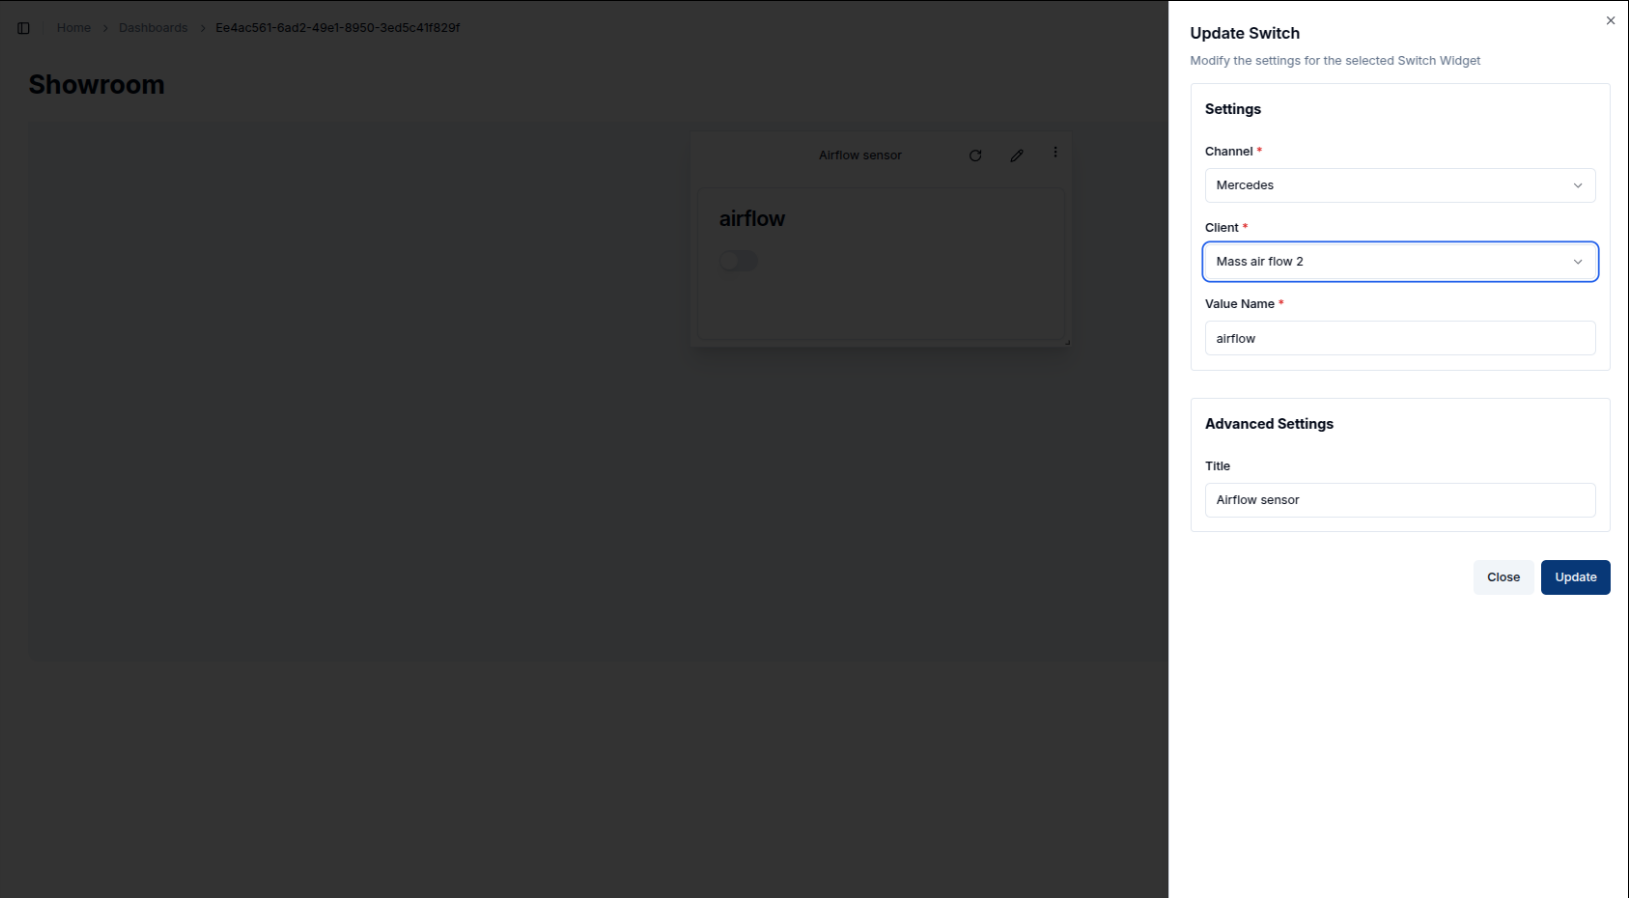 Home > Dashboards > Ee4ac561-6ad2-49e1-8950-3ed5c41f829f
Showroom
Airflow sensor
airflow
Update Switch
Modify the settings for the selected Switch Widget
Settings
Channel *
Mercedes
Client *
Mass air flow 2
Value Name *
airflow
Advanced Settings
Title
Airflow sensor
Close Update